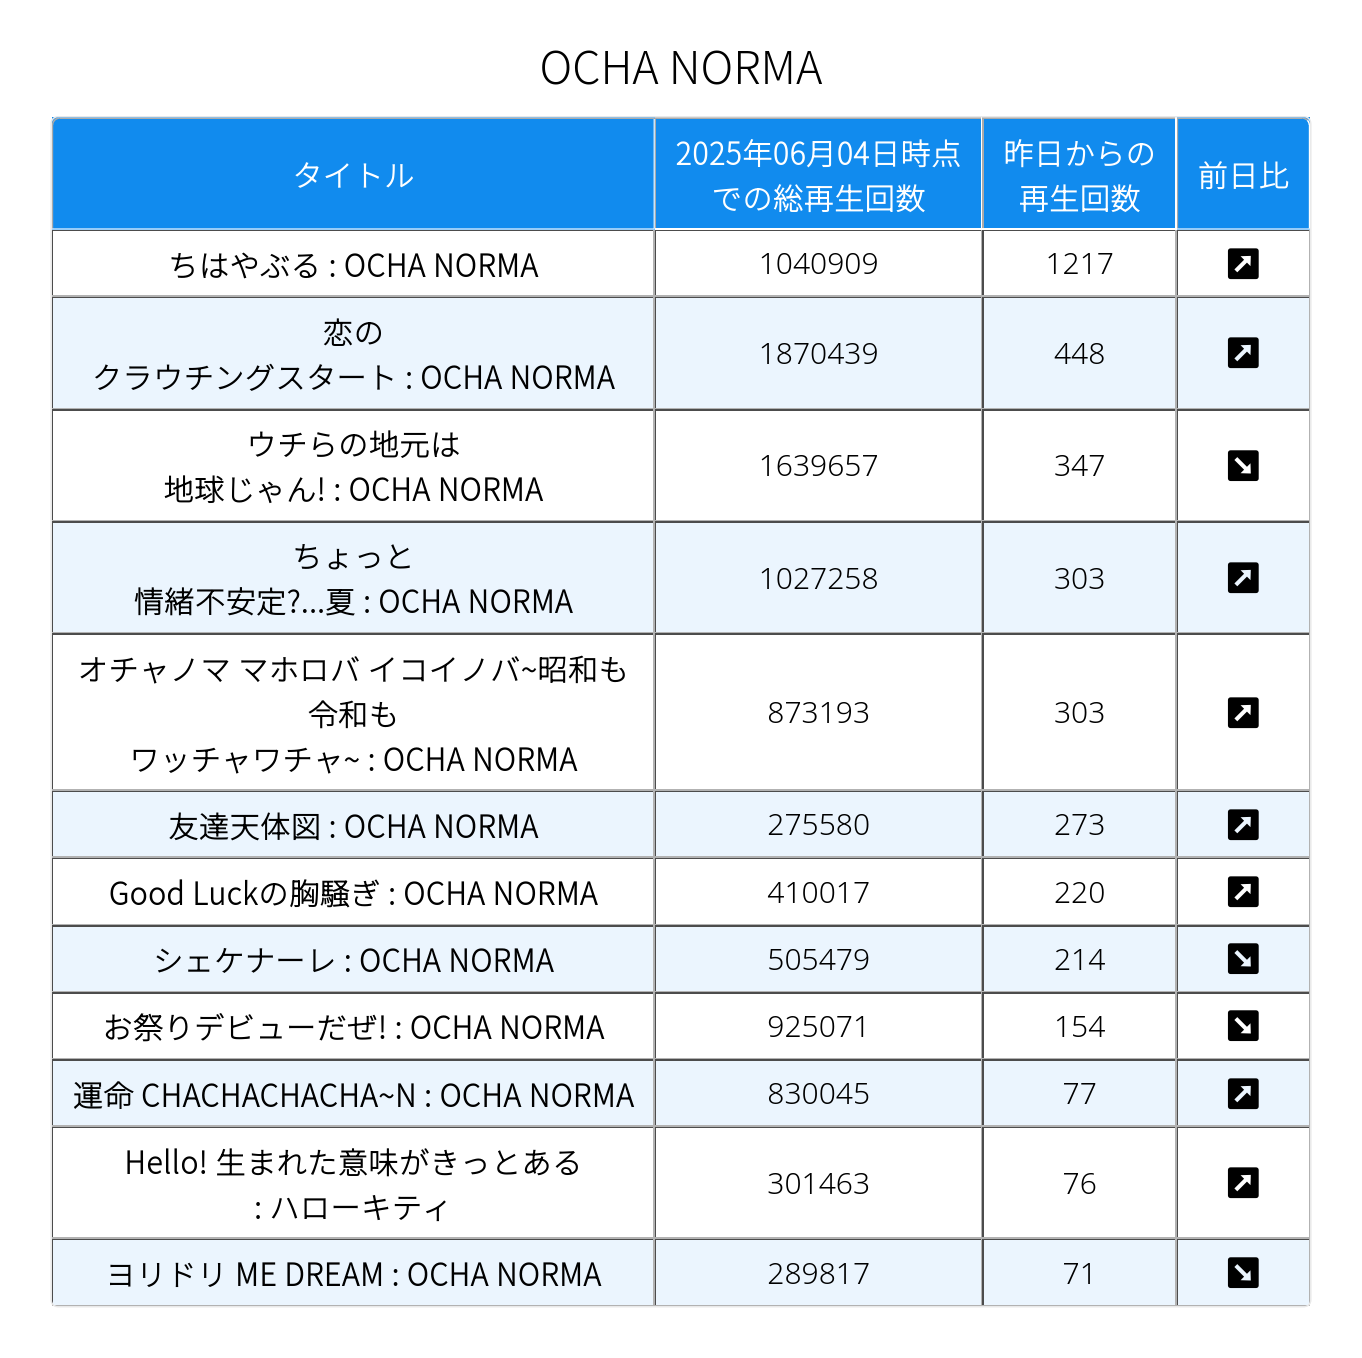 OCHA NORMA
タイトル
2025年06月04日時点
での総再生回数
昨日からの
再生回数
前日比
ちはやぶる : OCHA NORMA
1040909
1217
恋の
クラウチングスタート : OCHA NORMA
1870439
448
ウチらの地元は
地球じゃん! : OCHA NORMA
1639657
347
ちょっと
情緒不安定?...夏 : OCHA NORMA
1027258
303
オチャノマ マホロバ イコイノバ~昭和も
令和も
ワッチャワチャ~ : OCHA NORMA
873193
303
友達天体図 : OCHA NORMA
275580
273
Good Luckの胸騒ぎ : OCHA NORMA
410017
220
シェケナーレ : OCHA NORMA
505479
214
お祭りデビューだぜ! : OCHA NORMA
925071
154
運命 CHACHACHACHA~N : OCHA NORMA
830045
77
Hello! 生まれた意味がきっとある
: ハローキティ
301463
76
ヨリドリ ME DREAM : OCHA NORMA
289817
71